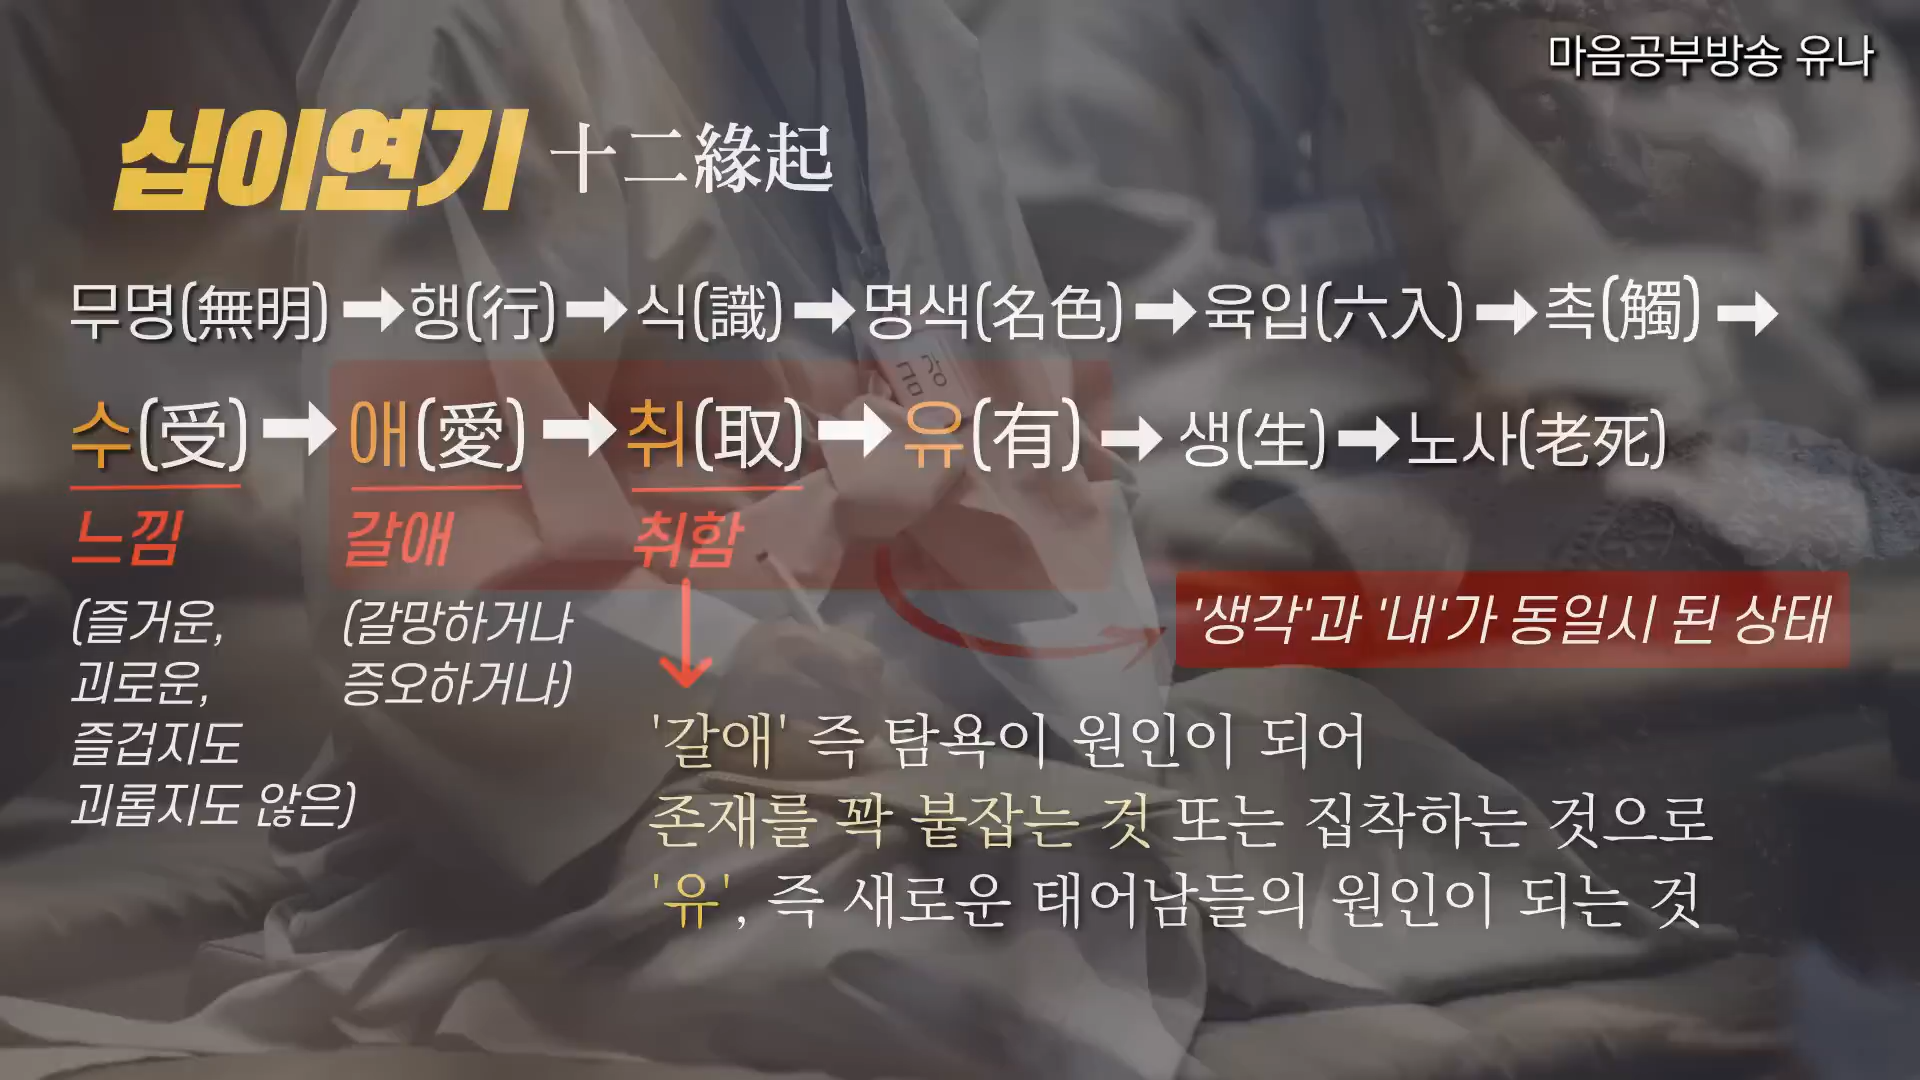 마음공부방송 유나
십이연기 十二緣起
무명(無明) ➡ 행(行) ➡ 식(識) ➡ 명색(名色) ➡ 육입(六入) ➡ 촉(觸) ➡
수(受) ➡ 애(愛) ➡ 취(取) ➡ 유(有) ➡ 생(生) ➡ 노사(老死)
느낌 갈애 취함
(즐거운,
괴로운,
즐겁지도
괴롭지도 않은)
(갈망하거나
증오하거나)
'생각'과 '내'가 동일시 된 상태
'갈애' 즉 탐욕이 원인이 되어
존재를 꽉 붙잡는 것 또는 집착하는 것으로
'유', 즉 새로운 태어남들의 원인이 되는 것